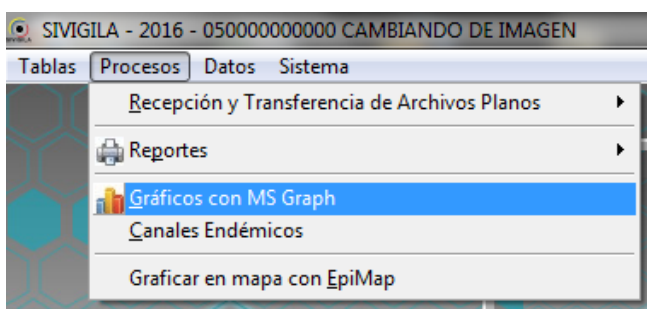 SIVIGILA - 2016 - 050000000000 CAMBIANDO DE IMAGEN
Tablas Procesos Datos Sistema
Recepción y Transferencia de Archivos Planos
Reportes
Gráficos con MS Graph
Canales Endémicos
Graficar en mapa con EpiMap